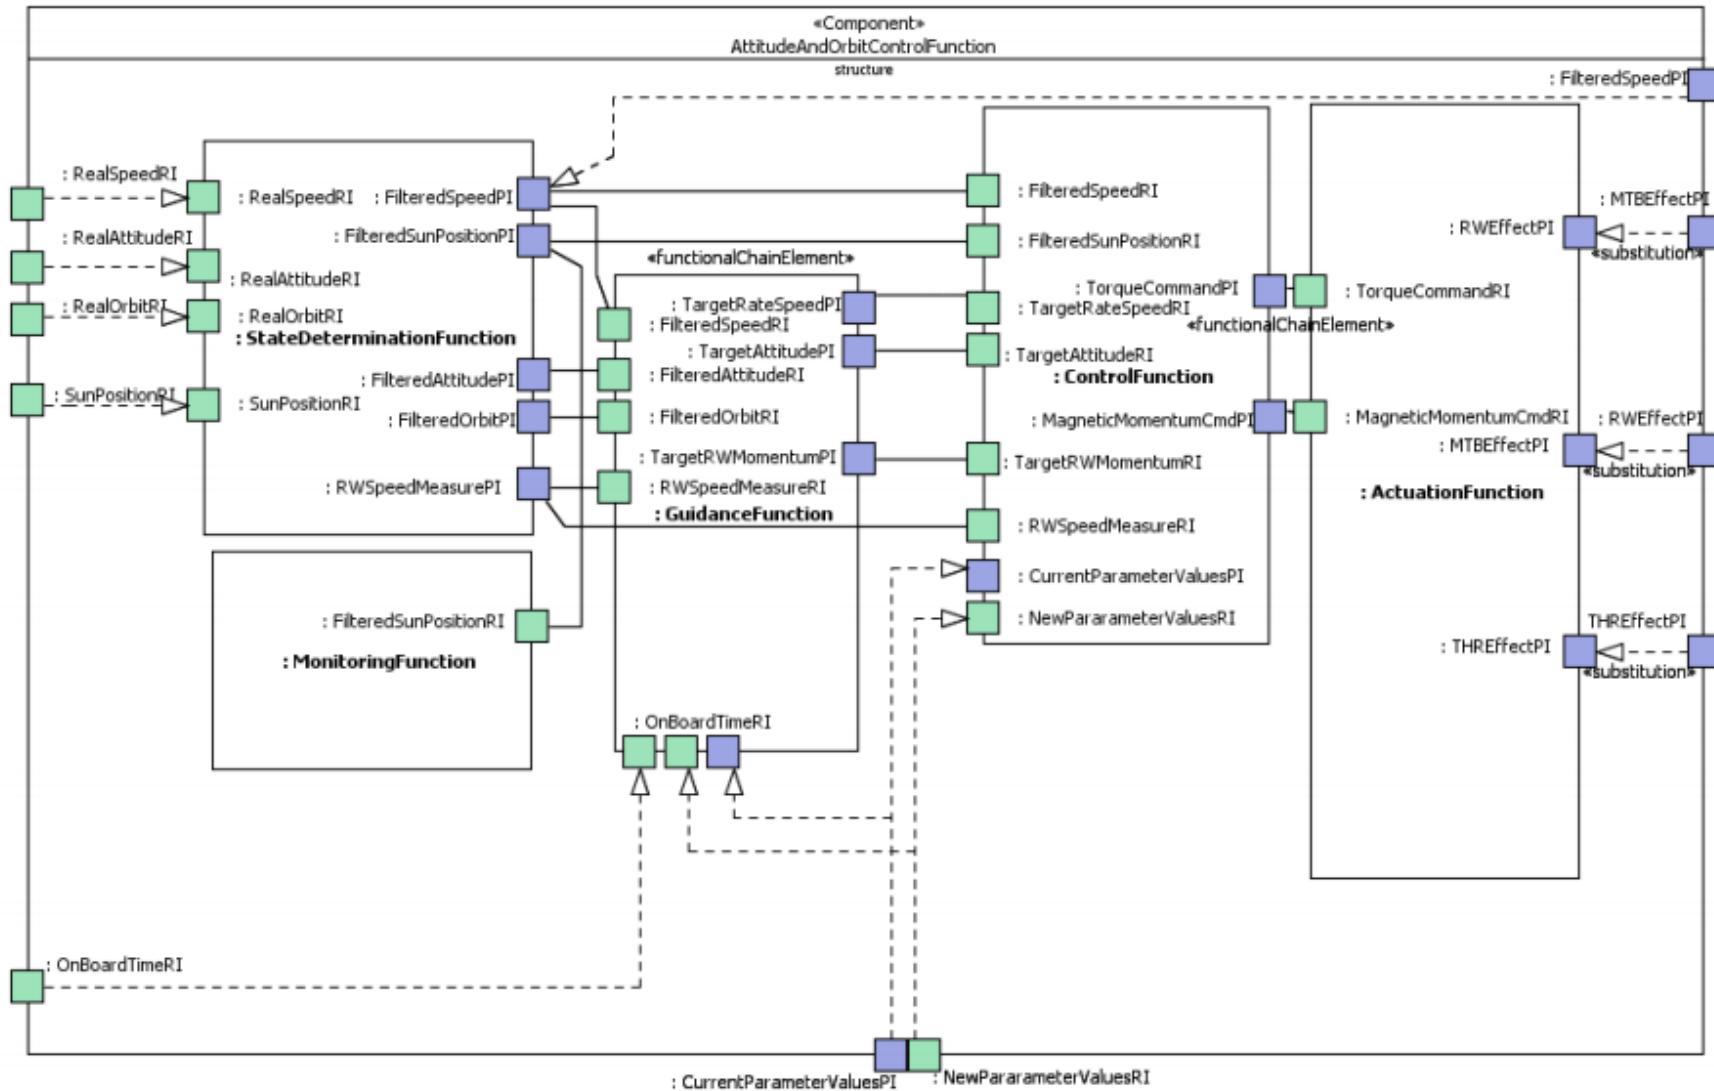 «Component»
AttitudeAndOrbitControlFunction
structure
: FilteredSpeedPI
: RealSpeedRI
: RealAttitudeRI
: RealOrbitRI
: SunPositionRI
: RealSpeedRI
: FilteredSpeedPI
: FilteredSunPositionPI
: RealAttitudeRI
: RealOrbitRI
: StateDeterminationFunction
: FilteredAttitudePI
: SunPositionRI
: FilteredOrbitPI
: RWSpeedMeasurePI
: FilteredSunPositionRI
: MonitoringFunction
«functionalChainElement»
: TargetRateSpeedPI
: FilteredSpeedRI
: TargetAttitudePI
: FilteredAttitudeRI
: FilteredOrbitRI
: TargetRWMomentumPI
: RWSpeedMeasureRI
: GuidanceFunction
: OnBoardTimeRI
: FilteredSpeedRI
: FilteredSunPositionRI
: TorqueCommandPI
: TargetRateSpeedRI
«functionalChainElement»
: TargetAttitudeRI
: ControlFunction
: MagneticMomentumCmdPI
: TargetRWMomentumRI
: RWSpeedMeasureRI
: CurrentParameterValuesPI
: NewPararameterValuesRI
: RWEffectPI
: TorqueCommandRI
: MagneticMomentumCmdRI
: MTBEffectPI
: ActuationFunction
: THREffectPI
: MTBEffectPI
«substitution»
: RWEffectPI
«substitution»
THREffectPI
«substitution»
: OnBoardTimeRI
: CurrentParameterValuesPI
: NewPararameterValuesRI